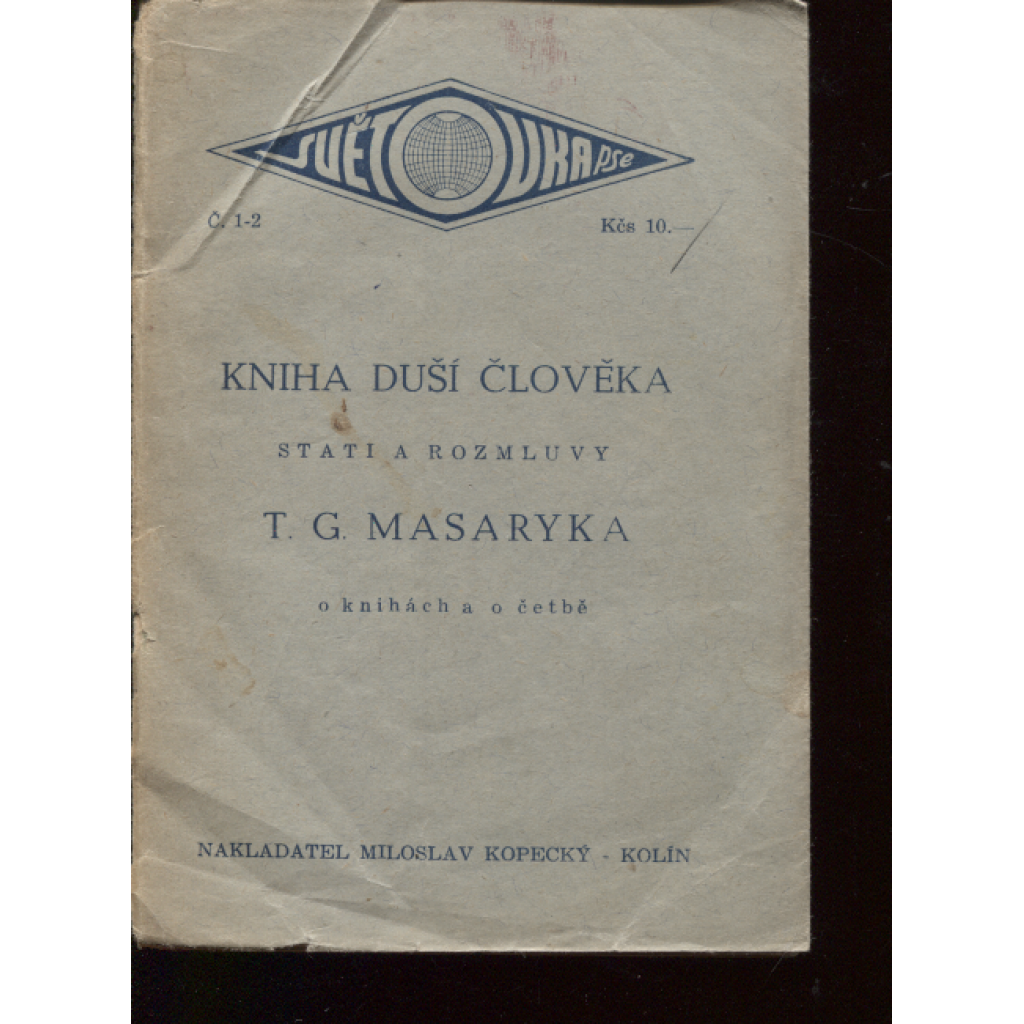 SVĚTOVKA PSE
Č. 1-2 Kčs 10.—
KNIHA DUŠÍ ČLOVĚKA
STATI A ROZMLUVY
T. G. MASARYKA
o knihách a o četbě
NAKLADATEL MILOSLAV KOPECKÝ - KOLÍN